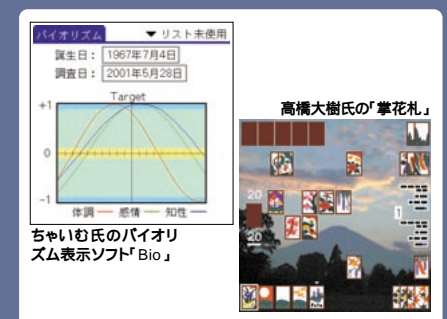 バイオリズム
▼ リスト未使用
誕生日： 1967年7月4日
調査日： 2001年5月28日
Target
+1
0
-1
体調 感情 知性
ちゃいむ氏のバイオリ
ズム表示ソフト「Bio」
高橋大樹氏の「掌花札」
20
20
1